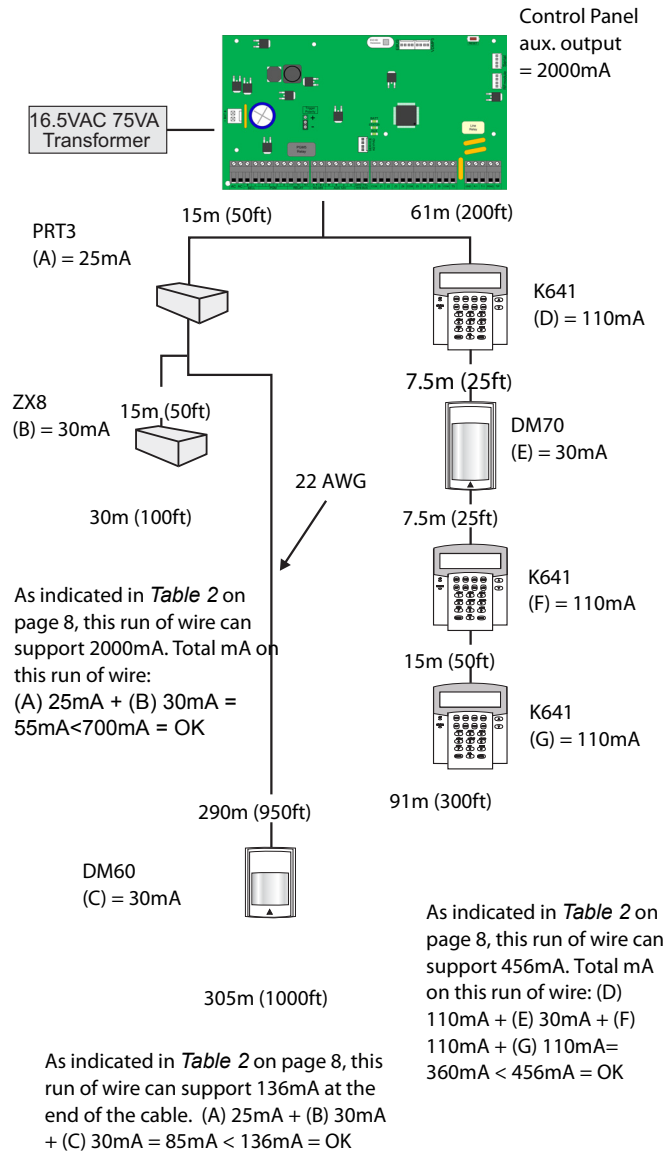 Control Panel
aux. output
= 2000mA
16.5VAC 75VA
Transformer
15m (50ft)
61m (200ft)
PRT3
(A) = 25mA
K641
(D) = 110mA
7.5m (25ft)
ZX8
(B) = 30mA
15m (50ft)
DM70
(E) = 30mA
22 AWG
30m (100ft)
7.5m (25ft)
As indicated in Table 2 on
page 8, this run of wire can
support 2000mA. Total mA on
this run of wire:
(A) 25mA + (B) 30mA =
55mA<700mA = OK
K641
(F) = 110mA
15m (50ft)
K641
(G) = 110mA
91m (300ft)
290m (950ft)
DM60
(C) = 30mA
As indicated in Table 2 on
page 8, this run of wire can
support 456mA. Total mA
on this run of wire: (D)
110mA + (E) 30mA + (F)
110mA + (G) 110mA=
360mA < 456mA = OK
305m (1000ft)
As indicated in Table 2 on page 8, this
run of wire can support 136mA at the
end of the cable. (A) 25mA + (B) 30mA
+ (C) 30mA = 85mA < 136mA = OK